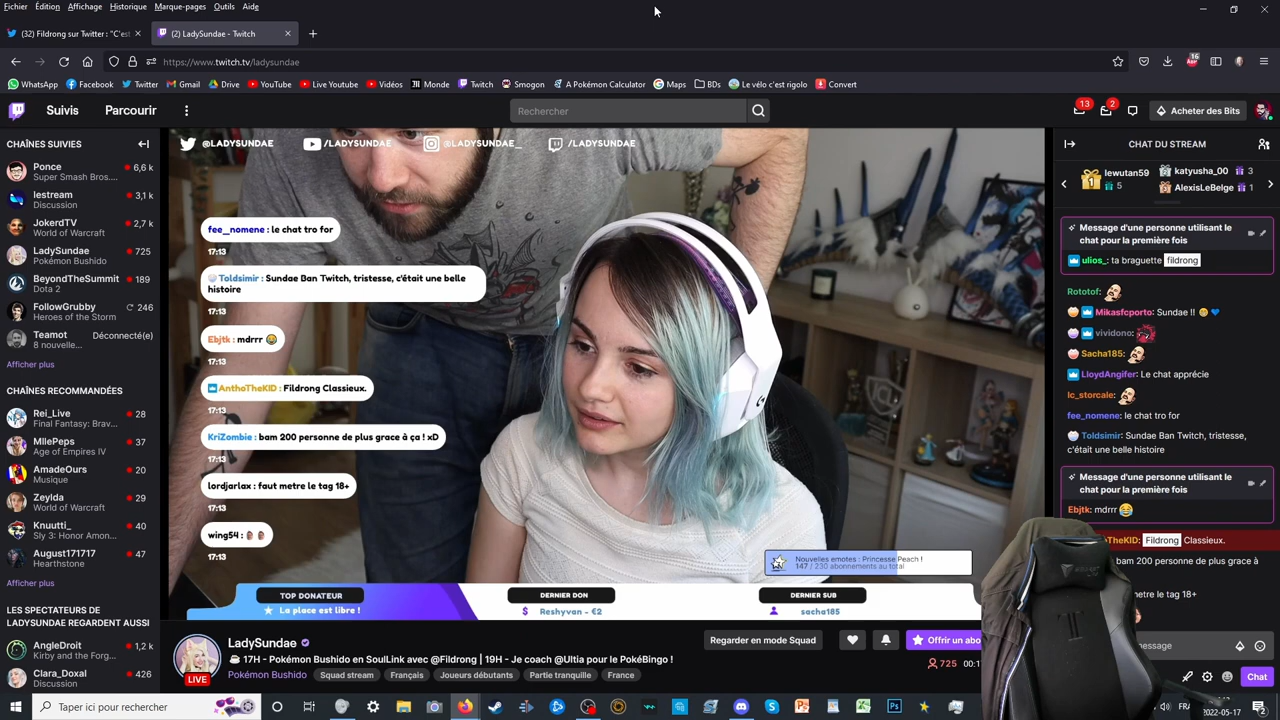 Fichier Édition Affichage Historique Marque-pages Outils Aide
(32) Fildrong sur Twitter : "C'est
(2) LadySundae - Twitch
https://www.twitch.tv/ladysundae
16
WhatsApp Facebook Twitter Gmail Drive YouTube Live Youtube Vidéos Monde Twitch Smogon A Pokémon Calculator Maps BDs Le vélo c'est rigolo Convert
Suivis Parcourir
Rechercher
13 2
Acheter des Bits
CHAÎNES SUIVIES
Ponce 6,6 k
Super Smash Bros....
lestream 3,1 k
Discussion
JokerdTV 2,7 k
World of Warcraft
LadySundae 725
Pokémon Bushido
BeyondTheSummit 189
Dota 2
FollowGrubby 246
Heroes of the Storm
Teamot Déconnecté(e)
8 nouvelle...
Afficher plus
CHAÎNES RECOMMANDÉES
Rei_Live 28
Final Fantasy: Brav...
MllePeps 37
Age of Empires IV
AmadeOurs 20
Musique
Zeylda 29
World of Warcraft
Knuutti_ 40
Sly 3: Honor Amon...
August171717 47
Hearthstone
Afficher plus
LES SPECTATEURS DE
LADYSUNDAE REGARDENT AUSSI
AngleDroit 1,2 k
Kirby and the Forg...
Clara_Doxal 426
Discussion
@LADYSUNDAE /LADYSUNDAE @LADYSUNDAE_ /LADYSUNDAE
fee_nomene : le chat tro for
17:13
Toldsimir : Sundae Ban Twitch, tristesse, c'était une belle
histoire
17:13
Ebjtk : mdrrr
17:13
AnthoTheKID : Fildrong Classieux.
17:13
KriZombie : bam 200 personne de plus grace à ça ! xD
17:13
lordjarlax : faut metre le tag 18+
17:13
wing54 :
17:13
Nouvelles emotes : Princesse Peach !
147 / 230 abonnements au total
TOP DONATEUR
La place est libre !
DERNIER DON
Reshyvan - €2
DERNIER SUB
sacha185
LIVE
LadySundae
17H - Pokémon Bushido en SoulLink avec @Fildrong | 19H - Je coach @Ultia pour le PokéBingo !
Pokémon Bushido Squad stream Français Joueurs débutants Partie tranquille France
Regarder en mode Squad
Offrir un abo
725 00:1
CHAT DU STREAM
1 lewutan59
5
katyusha_00 3
AlexisLeBelge 1
Message d'une personne utilisant le
chat pour la première fois
ulios_: ta braguette fildrong
Rototof:
Mikasfcporto: Sundae !!
vividono:
Sacha185:
LloydAngifer: Le chat apprécie
lc_storcale:
fee_nomene: le chat tro for
Toldsimir: Sundae Ban Twitch, tristesse,
c'était une belle histoire
Message d'une personne utilisant le
chat pour la première fois
Ebjtk: mdrrr
TheKID: Fildrong Classieux.
bam 200 personne de plus grace à
metre le tag 18+
message
Chat
Taper ici pour rechercher
FR
2022-05-17